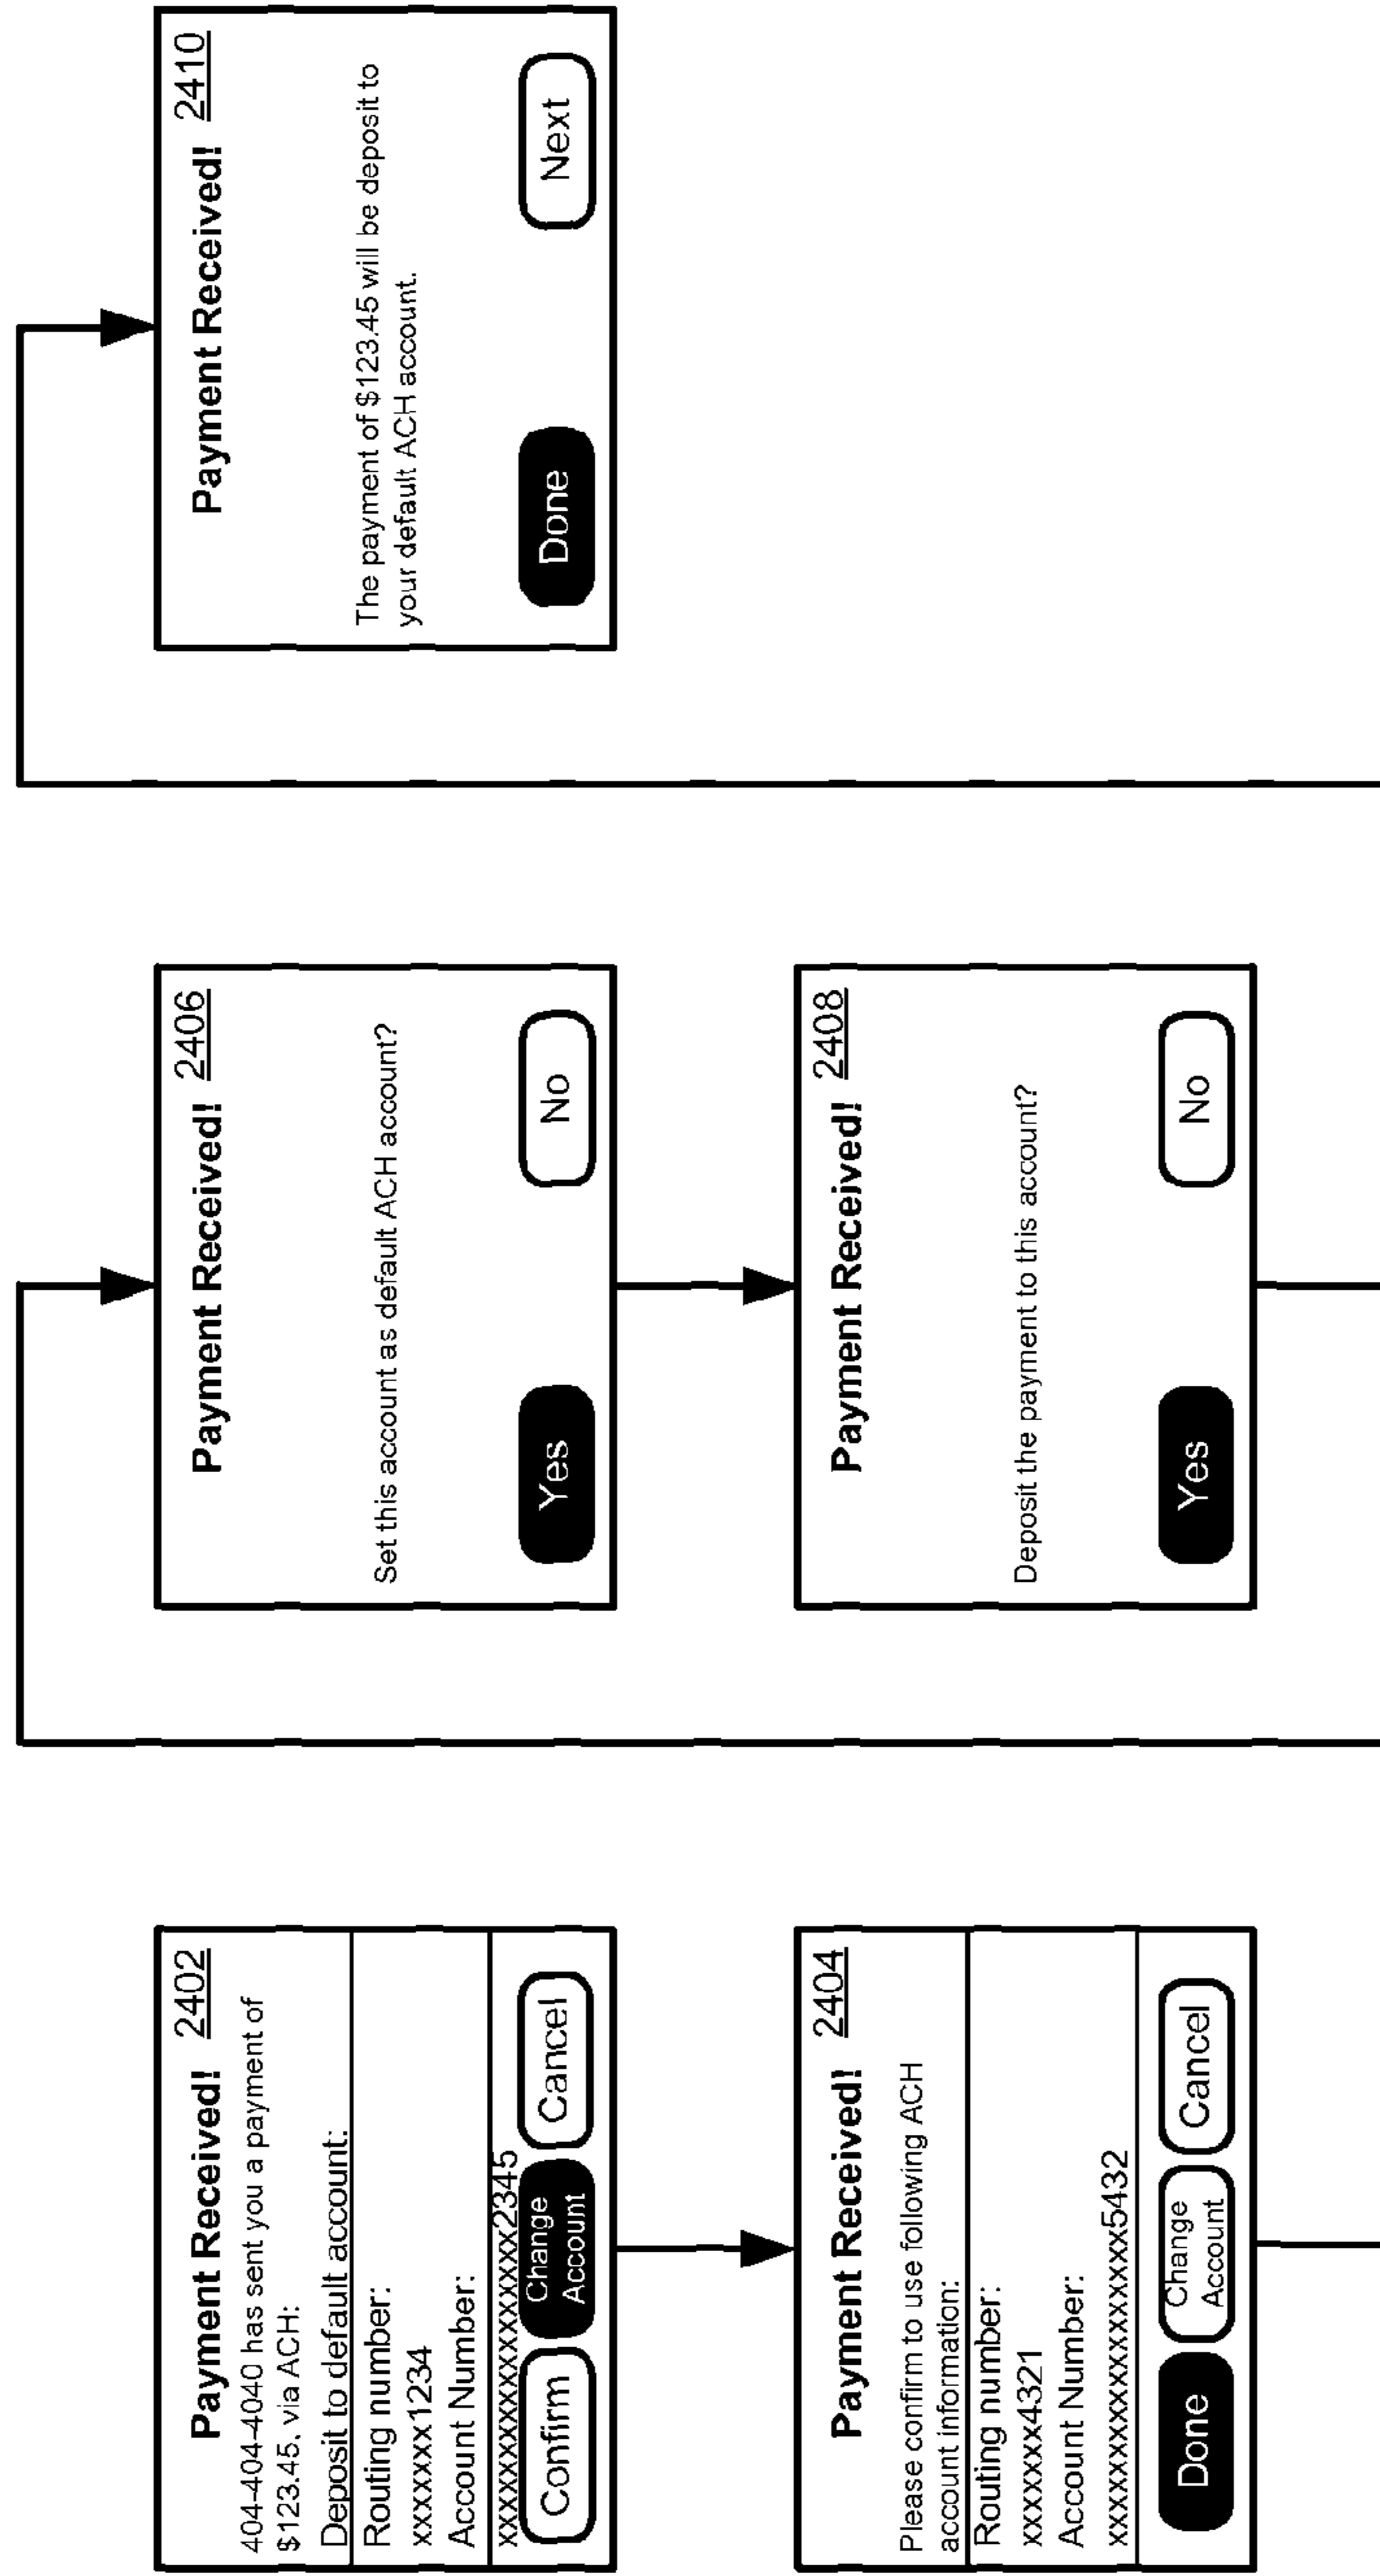 Payment Received! 2402
404-404-4040 has sent you a payment of
$123.45, via ACH:
Deposit to default account:
Routing number:
xxxxxxx1234
Account Number:
xxxxxxxxxxxxxxxxxxxx2345
Confirm
Change
Account
Cancel
Payment Received! 2404
Please confirm to use following ACH
account information:
Routing number:
xxxxxxx4321
Account Number:
xxxxxxxxxxxxxxxxxxxx5432
Done
Change
Account
Cancel
Payment Received! 2406
Set this account as default ACH account?
Yes
No
Payment Received! 2408
Deposit the payment to this account?
Yes
No
Payment Received! 2410
The payment of $123.45 will be deposit to
your default ACH account.
Done
Next